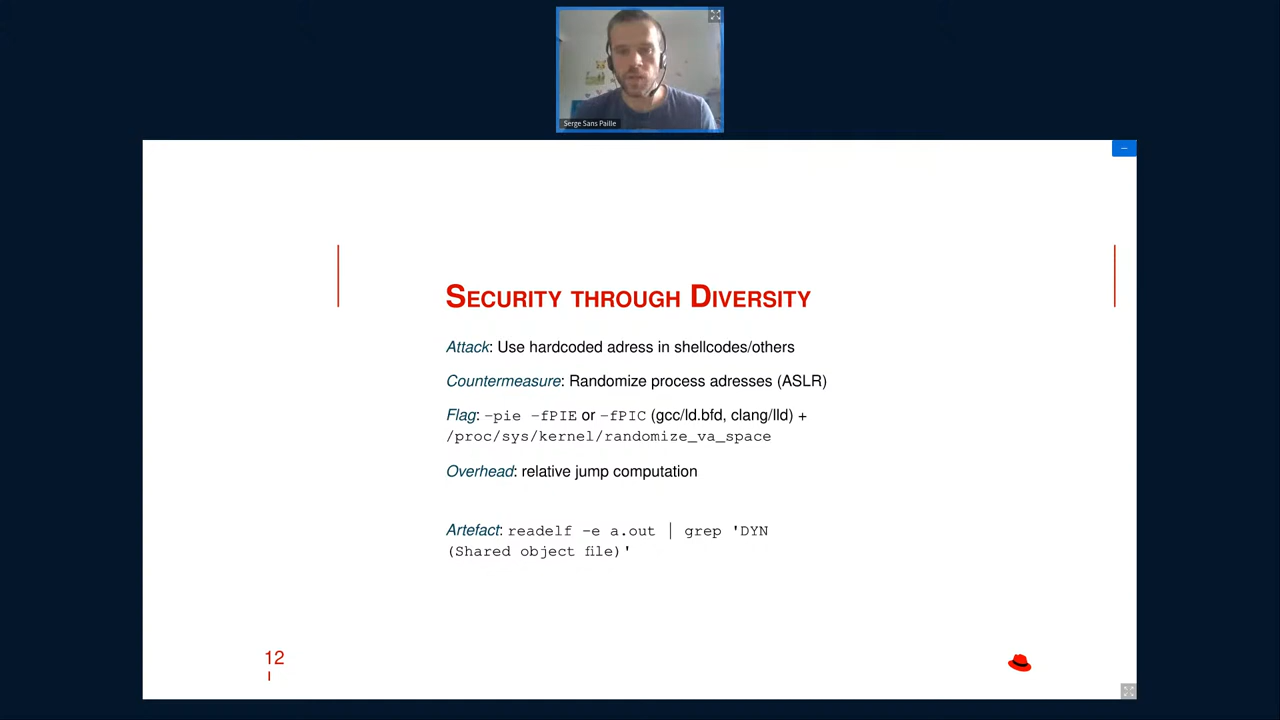 Serge Sans Paille
SECURITY THROUGH DIVERSITY
Attack: Use hardcoded adress in shellcodes/others
Countermeasure: Randomize process adresses (ASLR)
Flag: -pie -fPIE or -fPIC (gcc/ld.bfd, clang/lld) +
/proc/sys/kernel/randomize_va_space
Overhead: relative jump computation
Artefact: readelf -e a.out | grep 'DYN
(Shared object file)'
12